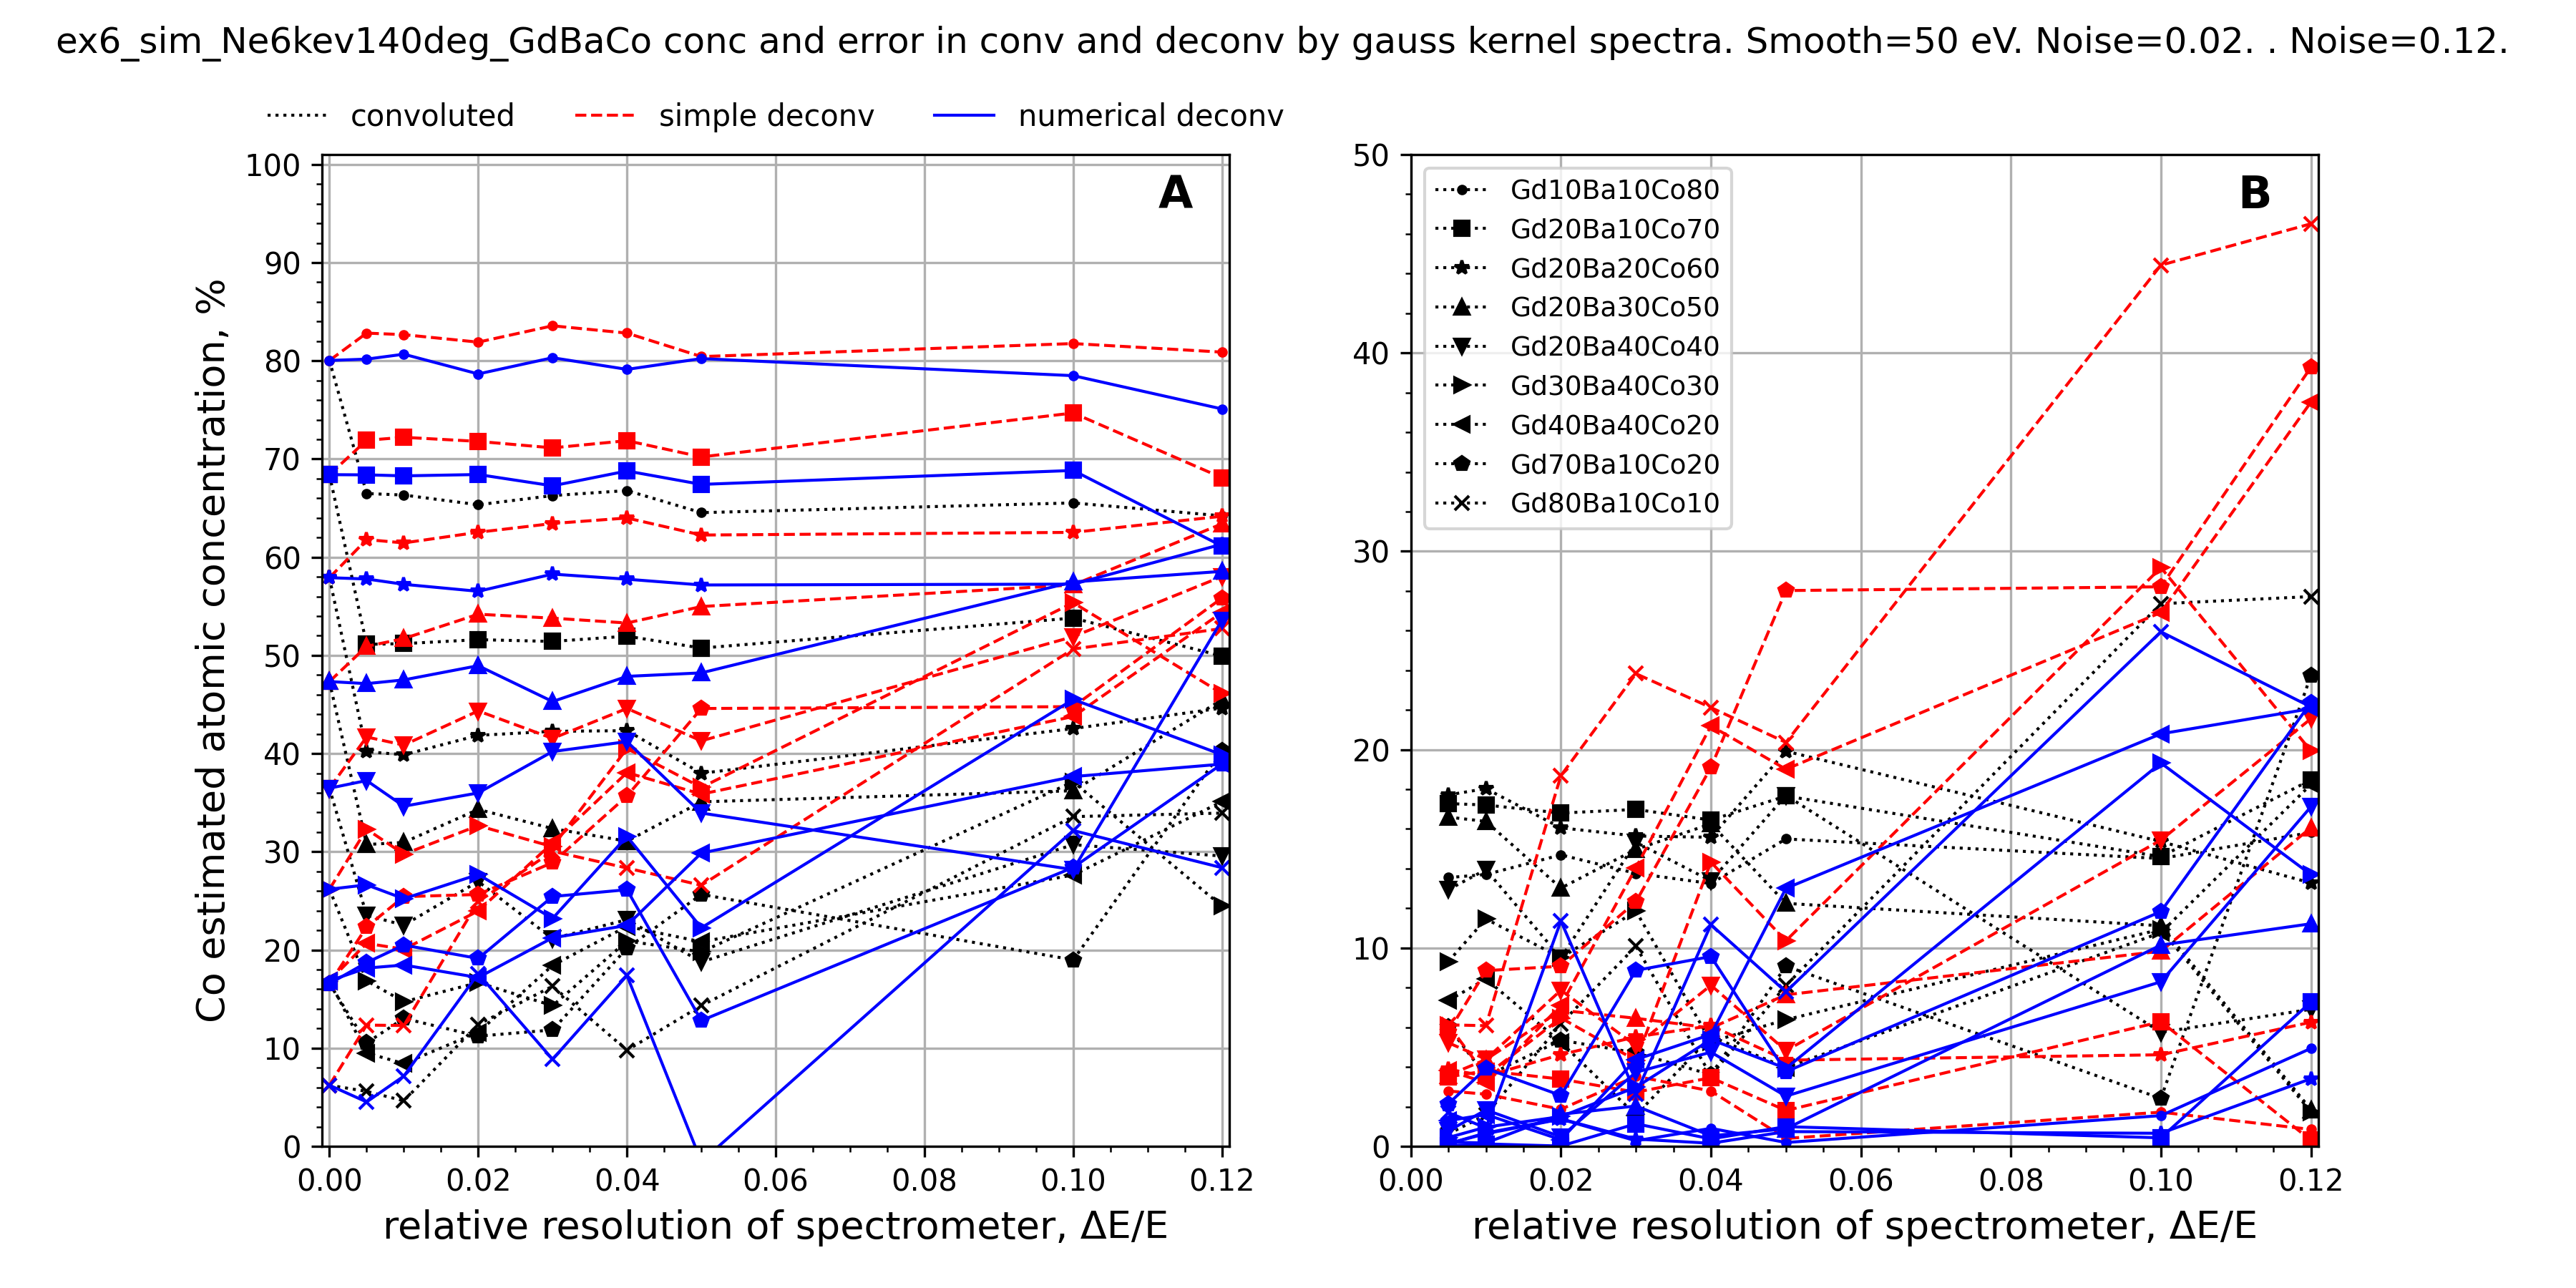 ex6_sim_Ne6kev140deg_GdBaCo conc and error in conv and deconv by gauss kernel spectra. Smooth=50 eV. Noise=0.02. . Noise=0.12.
convoluted simple deconv numerical deconv
A
100
90
80
70
60
50
40
30
20
10
0
Co estimated atomic concentration, %
0.00 0.02 0.04 0.06 0.08 0.10 0.12
relative resolution of spectrometer, ΔE/E
B
50
40
30
20
10
0
Gd10Ba10Co80
Gd20Ba10Co70
Gd20Ba20Co60
Gd20Ba30Co50
Gd20Ba40Co40
Gd30Ba40Co30
Gd40Ba40Co20
Gd70Ba10Co20
Gd80Ba10Co10
0.00 0.02 0.04 0.06 0.08 0.10 0.12
relative resolution of spectrometer, ΔE/E